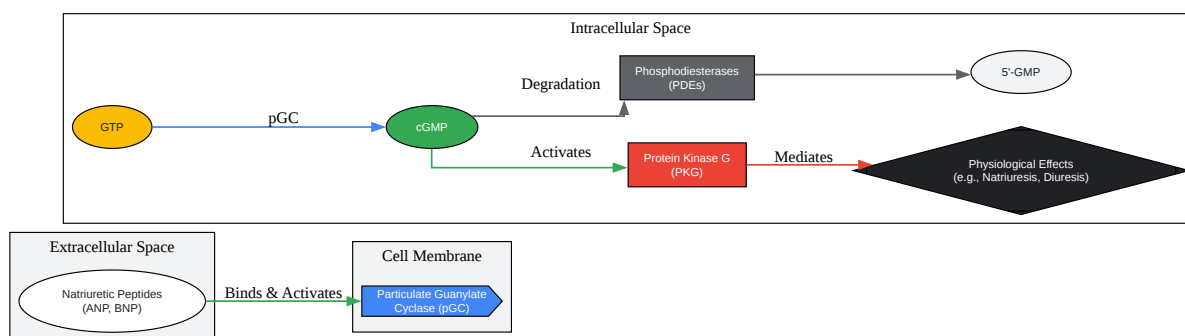 Intracellular Space
Degradation
Phosphodiesterases
(PDEs)
5'-GMP
GTP
pGC
cGMP
Activates
Protein Kinase G
(PKG)
Mediates
Physiological Effects
(e.g., Natriuresis, Diuresis)
Extracellular Space
Natriuretic Peptides
(ANP, BNP)
Binds & Activates
Cell Membrane
Particulate Guanylate
Cyclase (pGC)